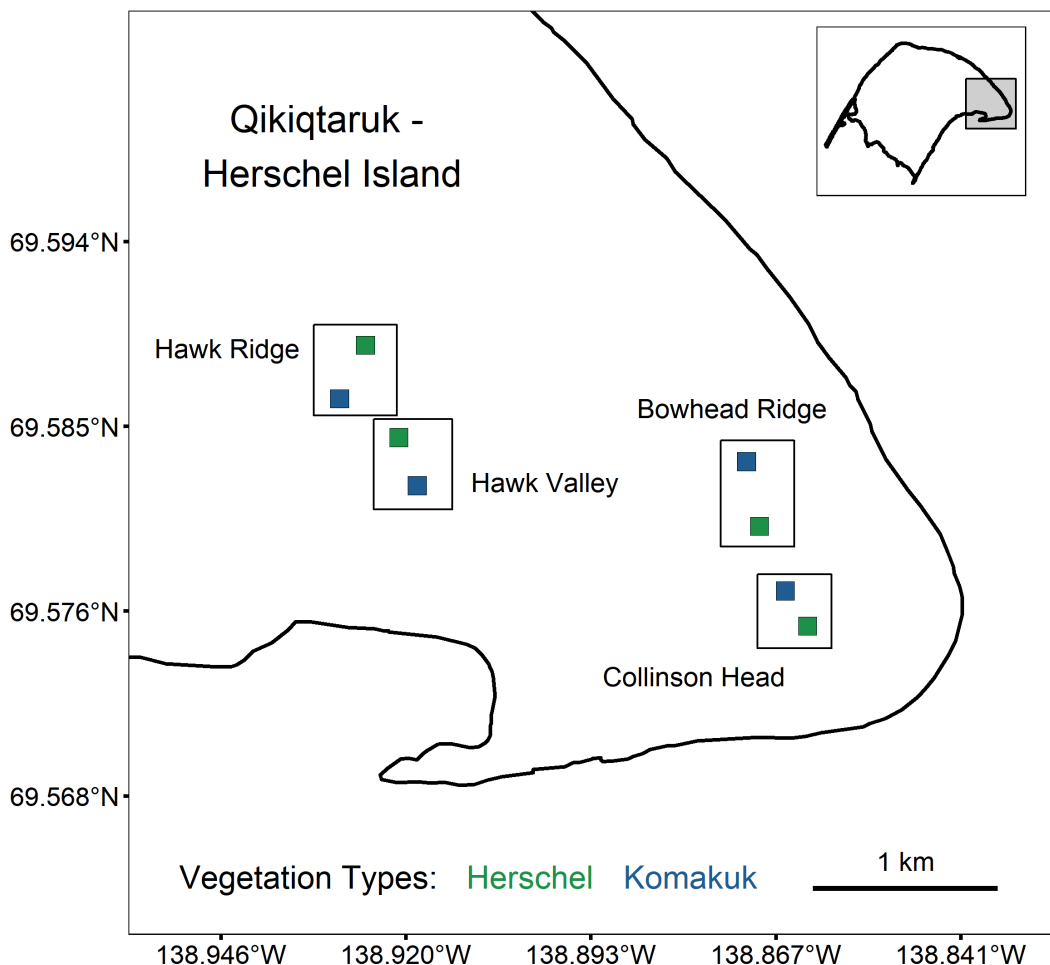 Qikiqtaruk -
Herschel Island
69.594°N
Hawk Ridge
Bowhead Ridge
69.585°N
Hawk Valley
69.576°N
Collinson Head
69.568°N
Vegetation Types: Herschel Komakuk
1 km
138.946°W 138.920°W 138.893°W 138.867°W 138.841°W